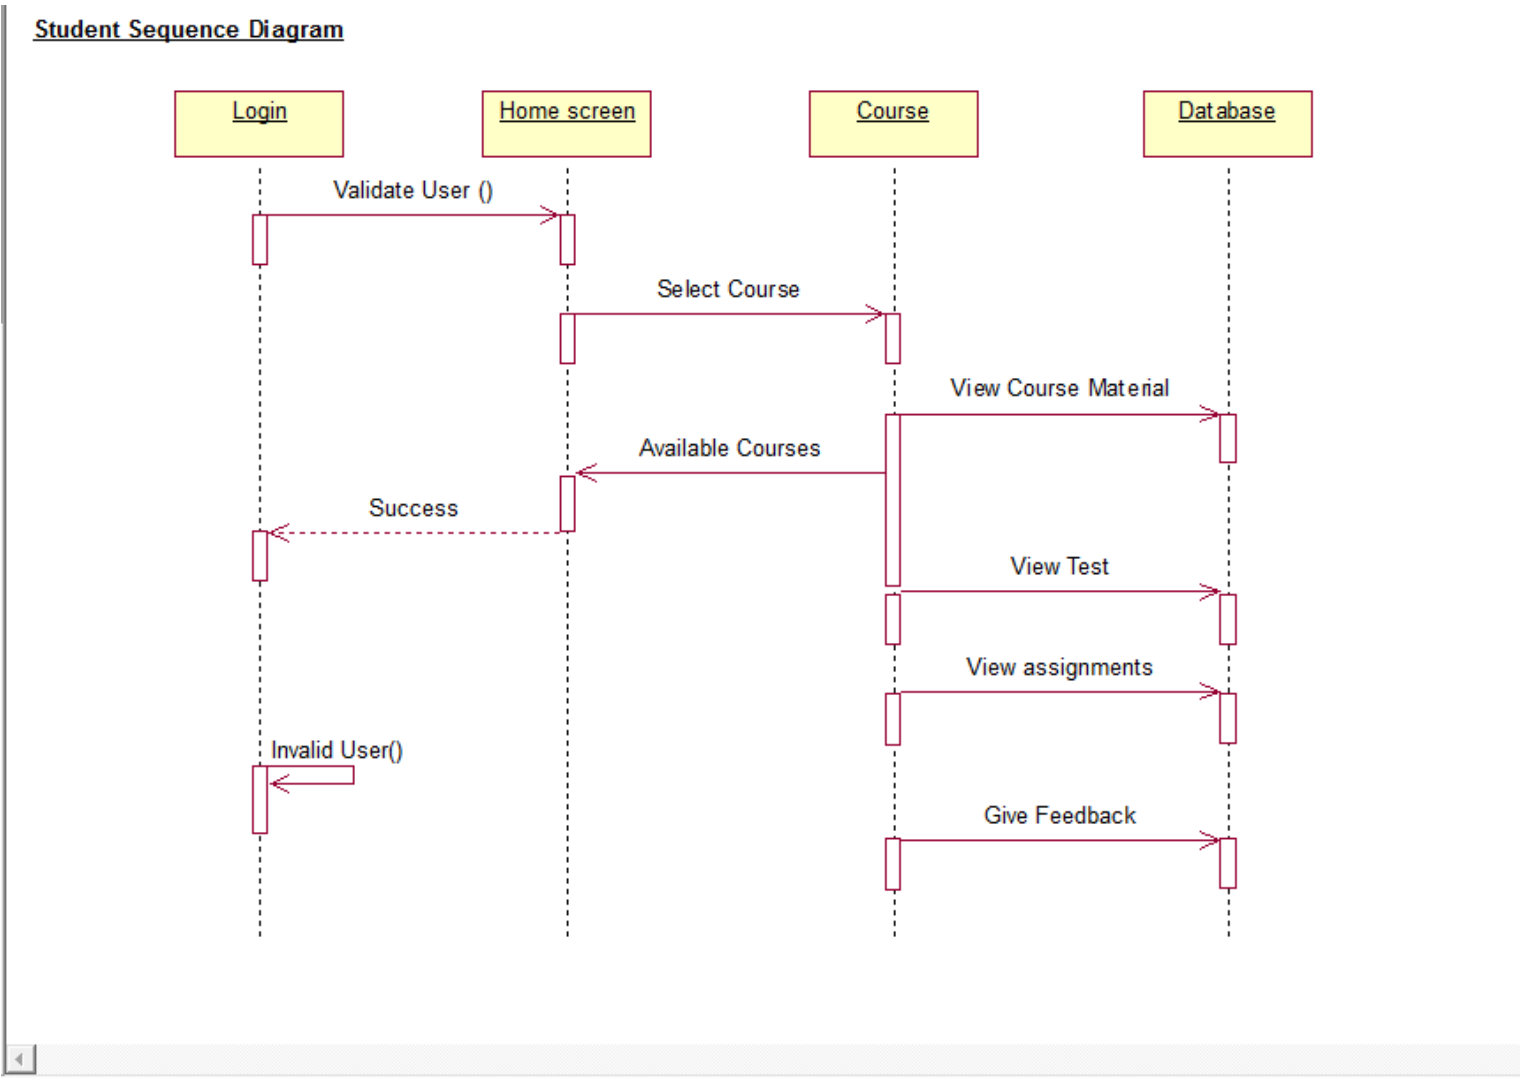 Student Sequence Diagram
Login
Home screen
Course
Database
Validate User ()
Select Course
View Course Material
Available Courses
Success
View Test
View assignments
Invalid User()
Give Feedback